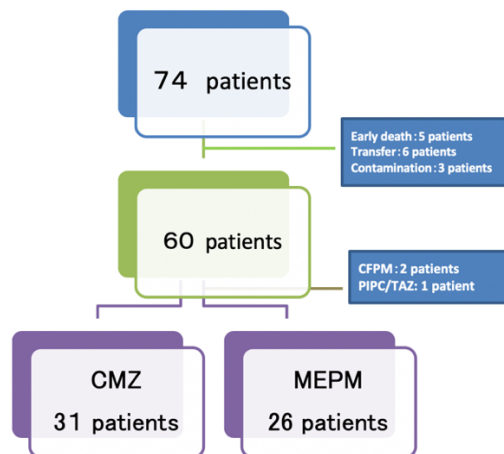 74 patients
Early death：5 patients
Transfer：6 patients
Contamination：3 patients
60 patients
CFPM：2 patients
PIPC/TAZ: 1 patient
CMZ
31 patients
MEPM
26 patients